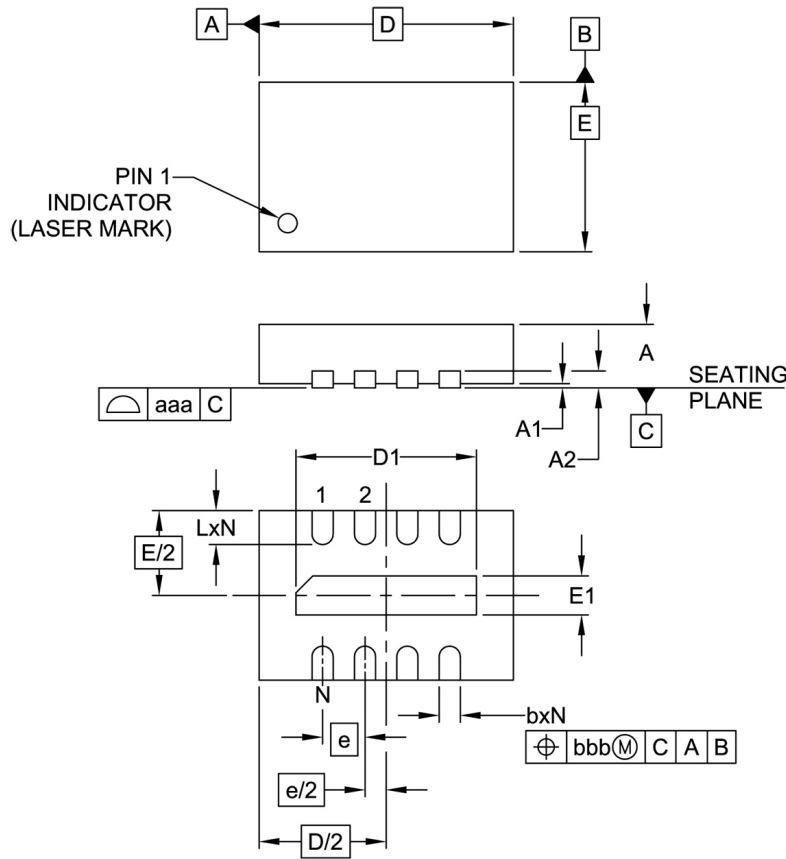 A
D
B
E
PIN 1
INDICATOR
(LASER MARK)
A
SEATING
PLANE
aaa C
A1
C
A2
D1
1 2
LxN
E/2
E1
N
bxN
e
bbbⓂ C A B
e/2
D/2